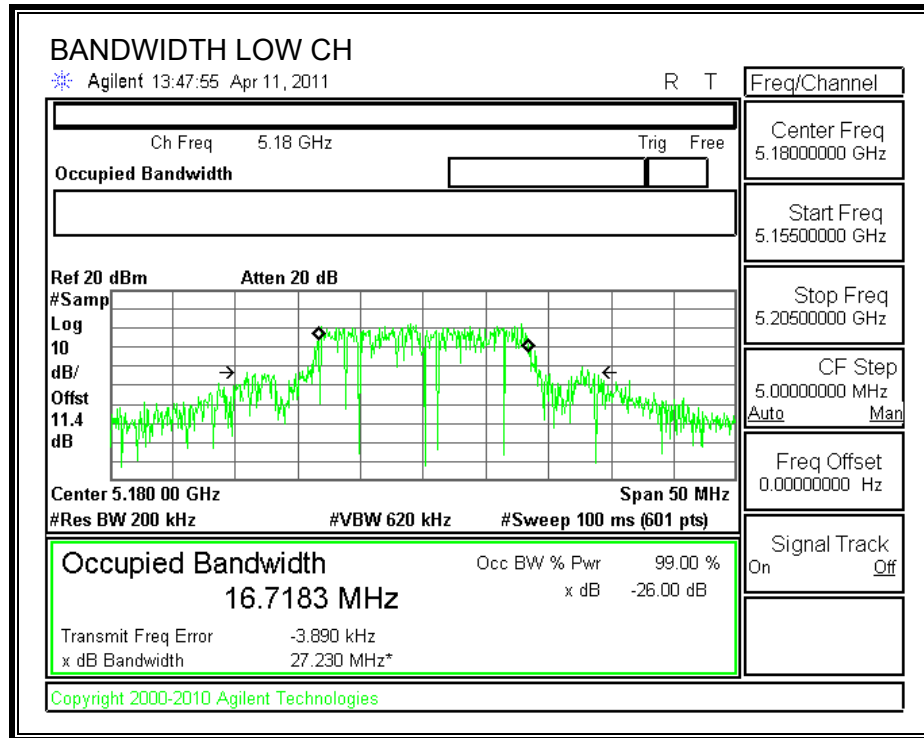 BANDWIDTH LOW CH
Agilent 13:47:55 Apr 11, 2011 R T
Freq/Channel
Ch Freq 5.18 GHz Trig Free
Occupied Bandwidth
Center Freq
5.18000000 GHz
Start Freq
5.15500000 GHz
Stop Freq
5.20500000 GHz
CF Step
5.00000000 MHz
Auto Man
Freq Offset
0.00000000 Hz
Signal Track
On Off
Ref 20 dBm Atten 20 dB
#Samp
Log
10
dB/
Offst
11.4
dB
Center 5.180 00 GHz Span 50 MHz
#Res BW 200 kHz #VBW 620 kHz #Sweep 100 ms (601 pts)
Occupied Bandwidth
16.7183 MHz
Occ BW % Pwr 99.00 %
x dB -26.00 dB
Transmit Freq Error -3.890 kHz
x dB Bandwidth 27.230 MHz*
Copyright 2000-2010 Agilent Technologies